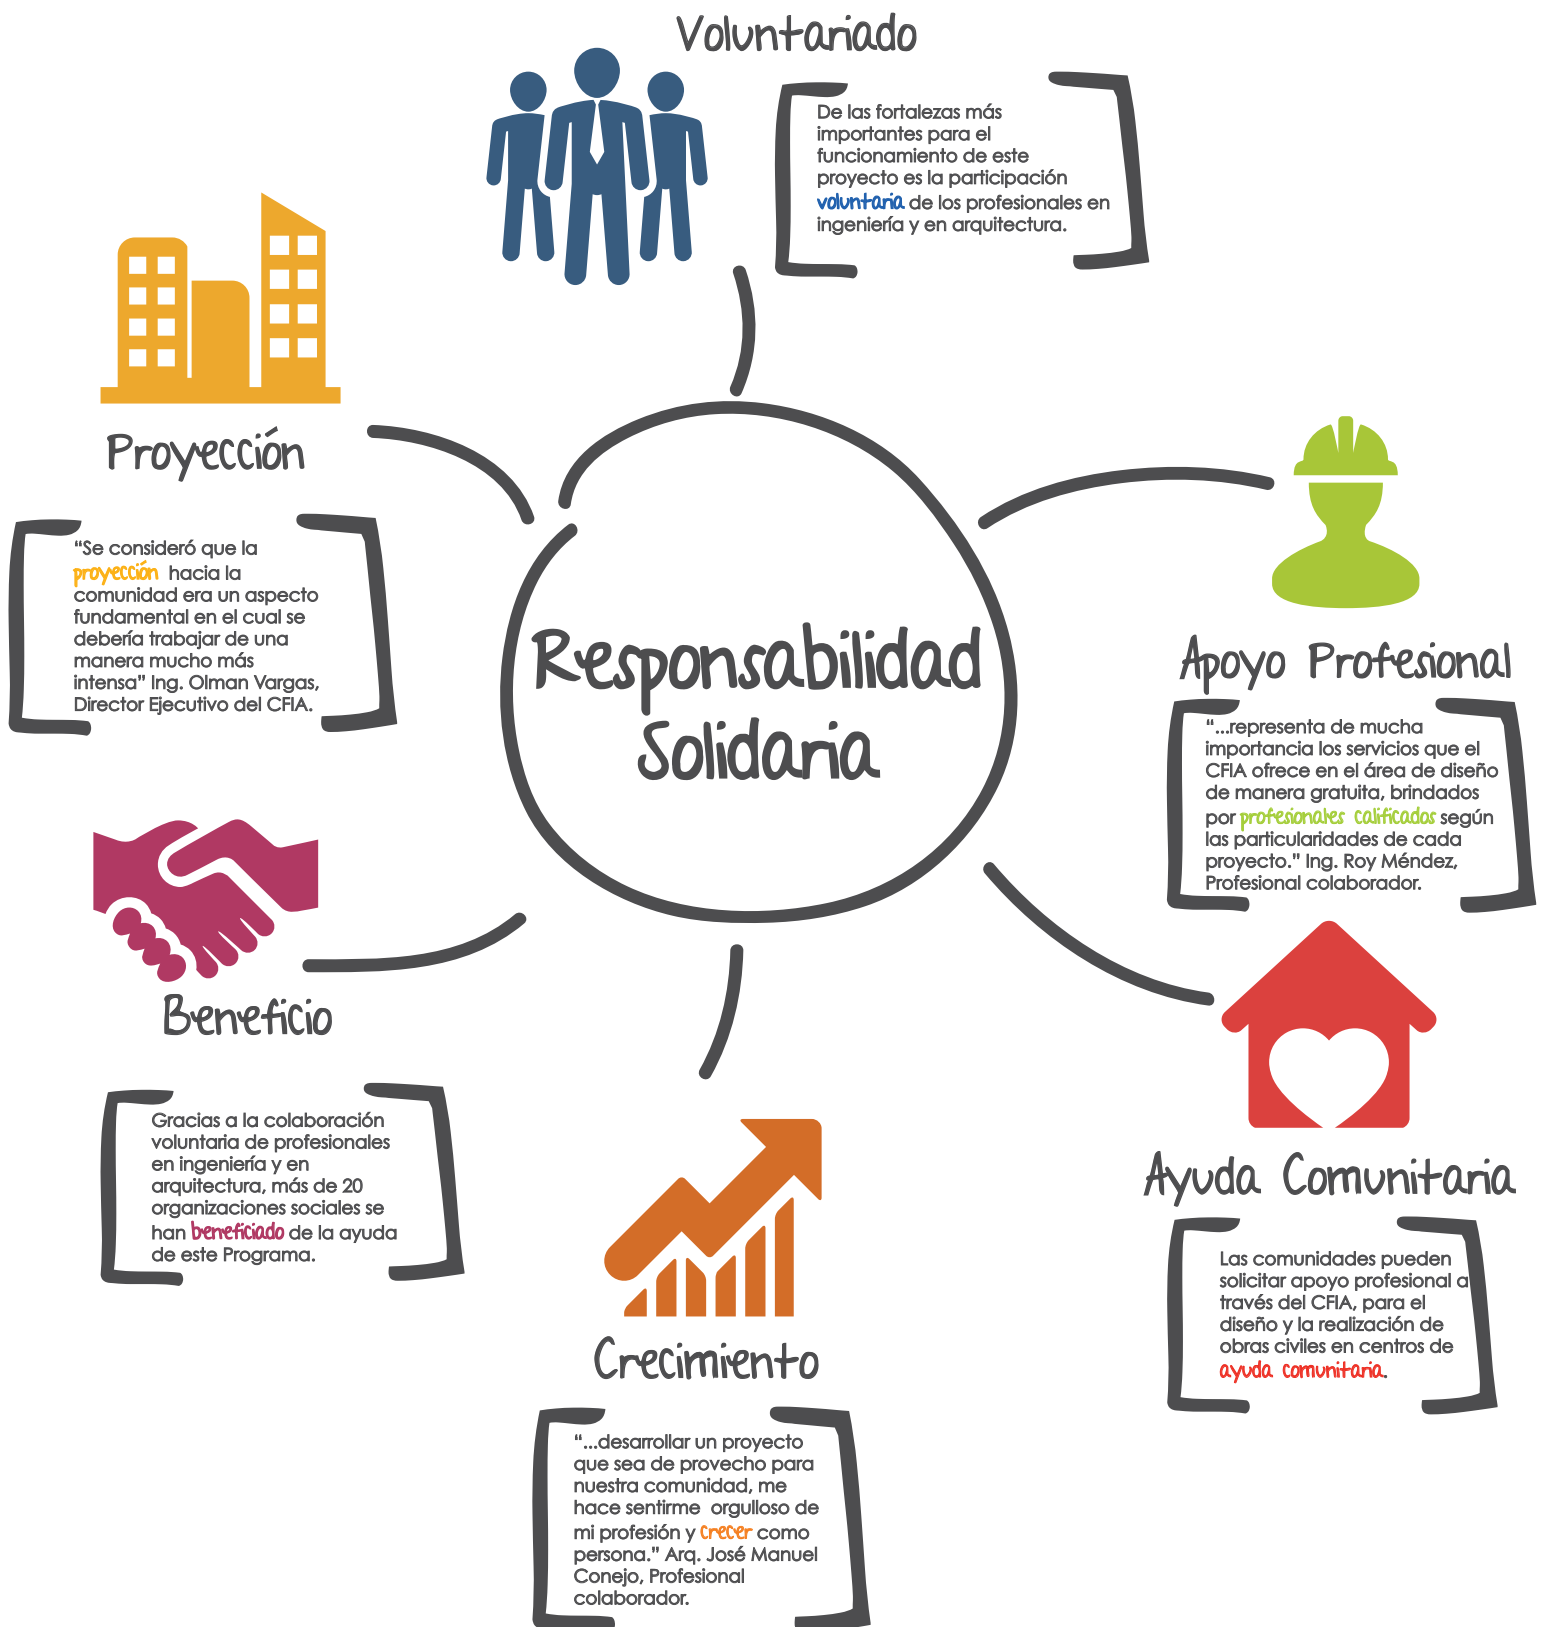 Voluntariado
De las fortalezas más
importantes para el
funcionamiento de este
proyecto es la participación
voluntaria de los profesionales en
ingeniería y en arquitectura.
Proyección
“Se consideró que la
proyección hacia la
comunidad era un aspecto
fundamental en el cual se
debería trabajar de una
manera mucho más
intensa” Ing. Olman Vargas,
Director Ejecutivo del CFIA.
Responsabilidad
Solidaria
Apoyo Profesional
“...representa de mucha
importancia los servicios que el
CFIA ofrece en el área de diseño
de manera gratuita, brindados
por profesionales calificados según
las particularidades de cada
proyecto.” Ing. Roy Méndez,
Profesional colaborador.
Beneficio
Gracias a la colaboración
voluntaria de profesionales
en ingeniería y en
arquitectura, más de 20
organizaciones sociales se
han beneficiado de la ayuda
de este Programa.
Ayuda Comunitaria
Las comunidades pueden
solicitar apoyo profesional a
través del CFIA, para el
diseño y la realización de
obras civiles en centros de
ayuda comunitaria.
Crecimiento
“...desarrollar un proyecto
que sea de provecho para
nuestra comunidad, me
hace sentirme orgulloso de
mi profesión y crecer como
persona.” Arq. José Manuel
Conejo, Profesional
colaborador.